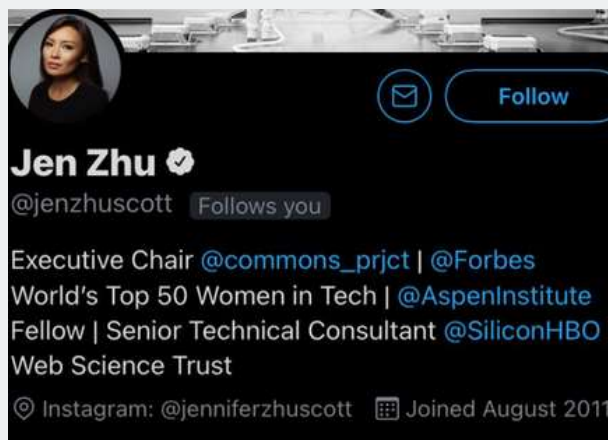 Follow
Jen Zhu
@jenzhuscott Follows you
Executive Chair @commons_prjct | @Forbes
World's Top 50 Women in Tech | @AspenInstitute
Fellow | Senior Technical Consultant @SiliconHBO
Web Science Trust
Instagram: @jenniferzhuscott Joined August 2011